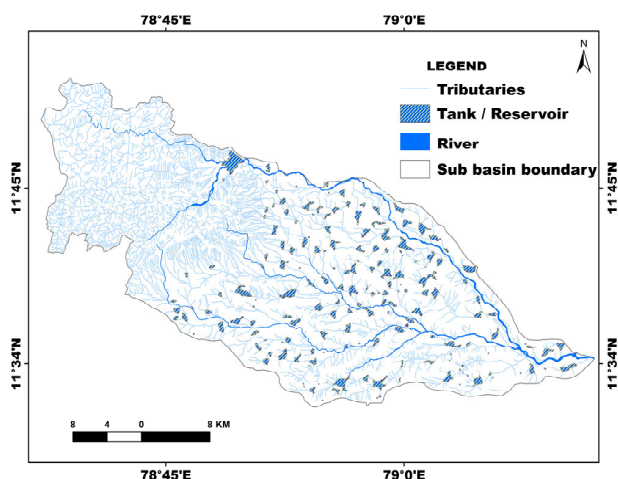 78°45'E 79°0'E
N
LEGEND
Tributaries
Tank / Reservoir
River
Sub basin boundary
11°45'N 11°45'N
11°34'N 11°34'N
8 4 0 8 KM
78°45'E 79°0'E